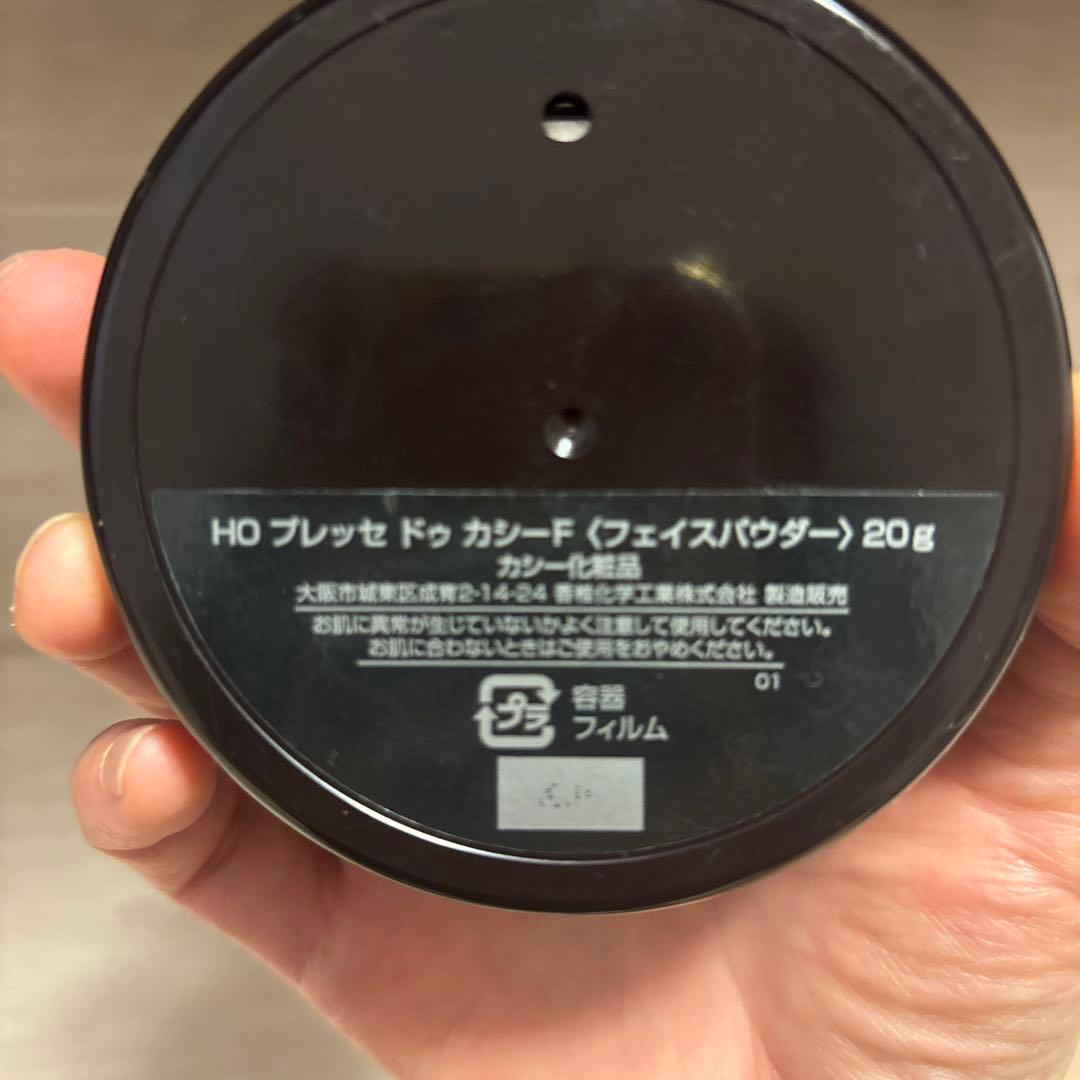 HO プレッセ ドゥ カシーF〈フェイスパウダー〉20g
カシー化粧品
大阪市城東区成育2-14-24 香椎化学工業株式会社 製造販売
お肌に異常が生じていないかよく注意して使用してください。
お肌に合わないときはご使用をおやめください。
01
プラ 容器
フィルム